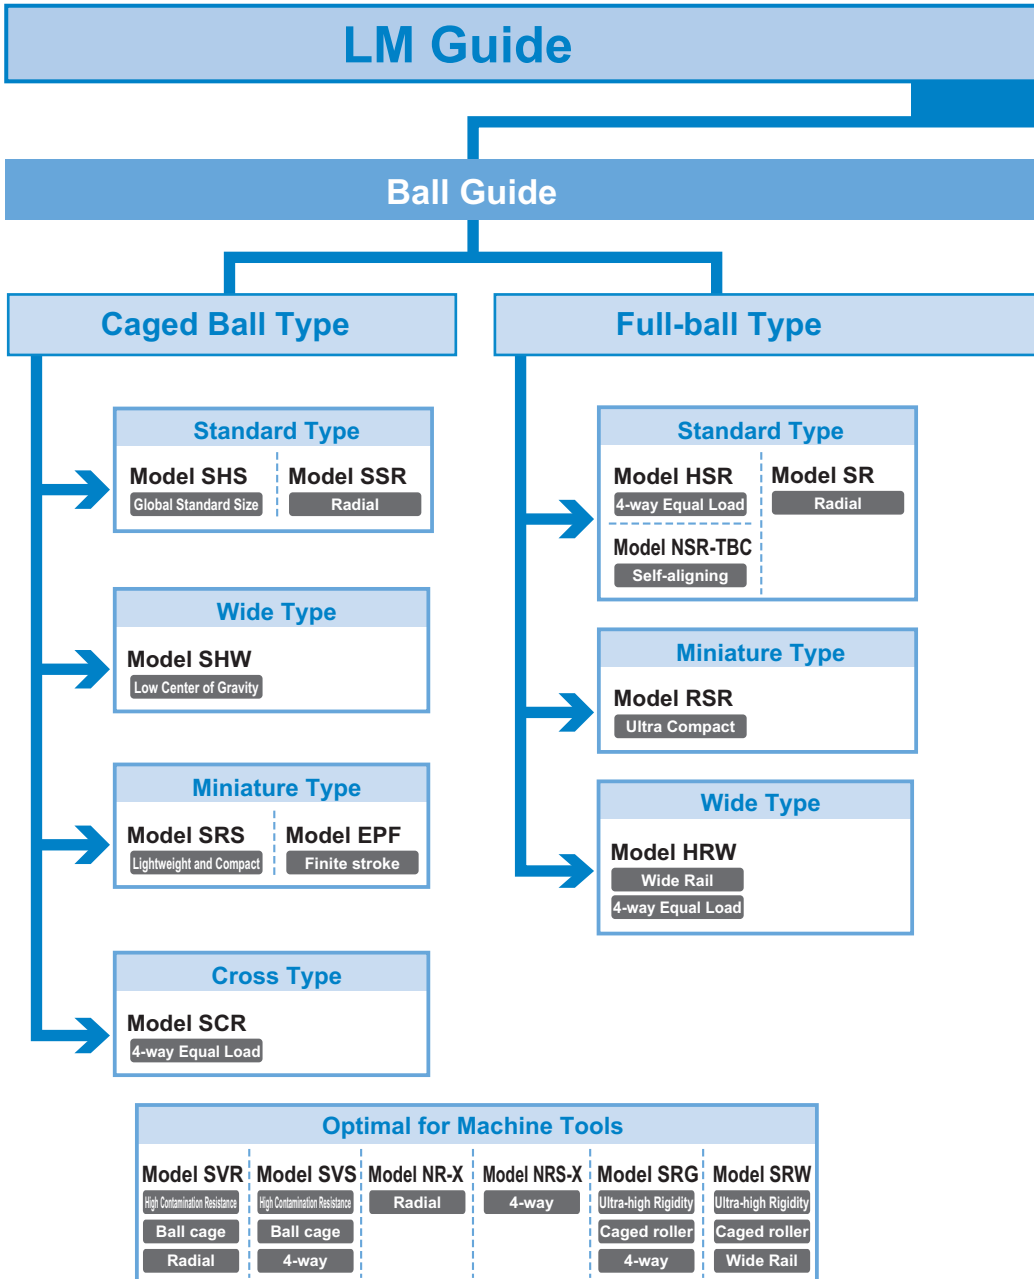 LM Guide
Ball Guide
Caged Ball Type
Full-ball Type
Standard Type
Model SHS
Global Standard Size
Model SSR
Radial
Wide Type
Model SHW
Low Center of Gravity
Miniature Type
Model SRS
Lightweight and Compact
Model EPF
Finite stroke
Cross Type
Model SCR
4-way Equal Load
Standard Type
Model HSR
4-way Equal Load
Model NSR-TBC
Self-aligning
Model SR
Radial
Miniature Type
Model RSR
Ultra Compact
Wide Type
Model HRW
Wide Rail
4-way Equal Load
Optimal for Machine Tools
Model SVR
High Contamination Resistance
Ball cage
Radial
Model SVS
High Contamination Resistance
Ball cage
4-way
Model NR-X
Radial
Model NRS-X
4-way
Model SRG
Ultra-high Rigidity
Caged roller
4-way
Model SRW
Ultra-high Rigidity
Caged roller
Wide Rail